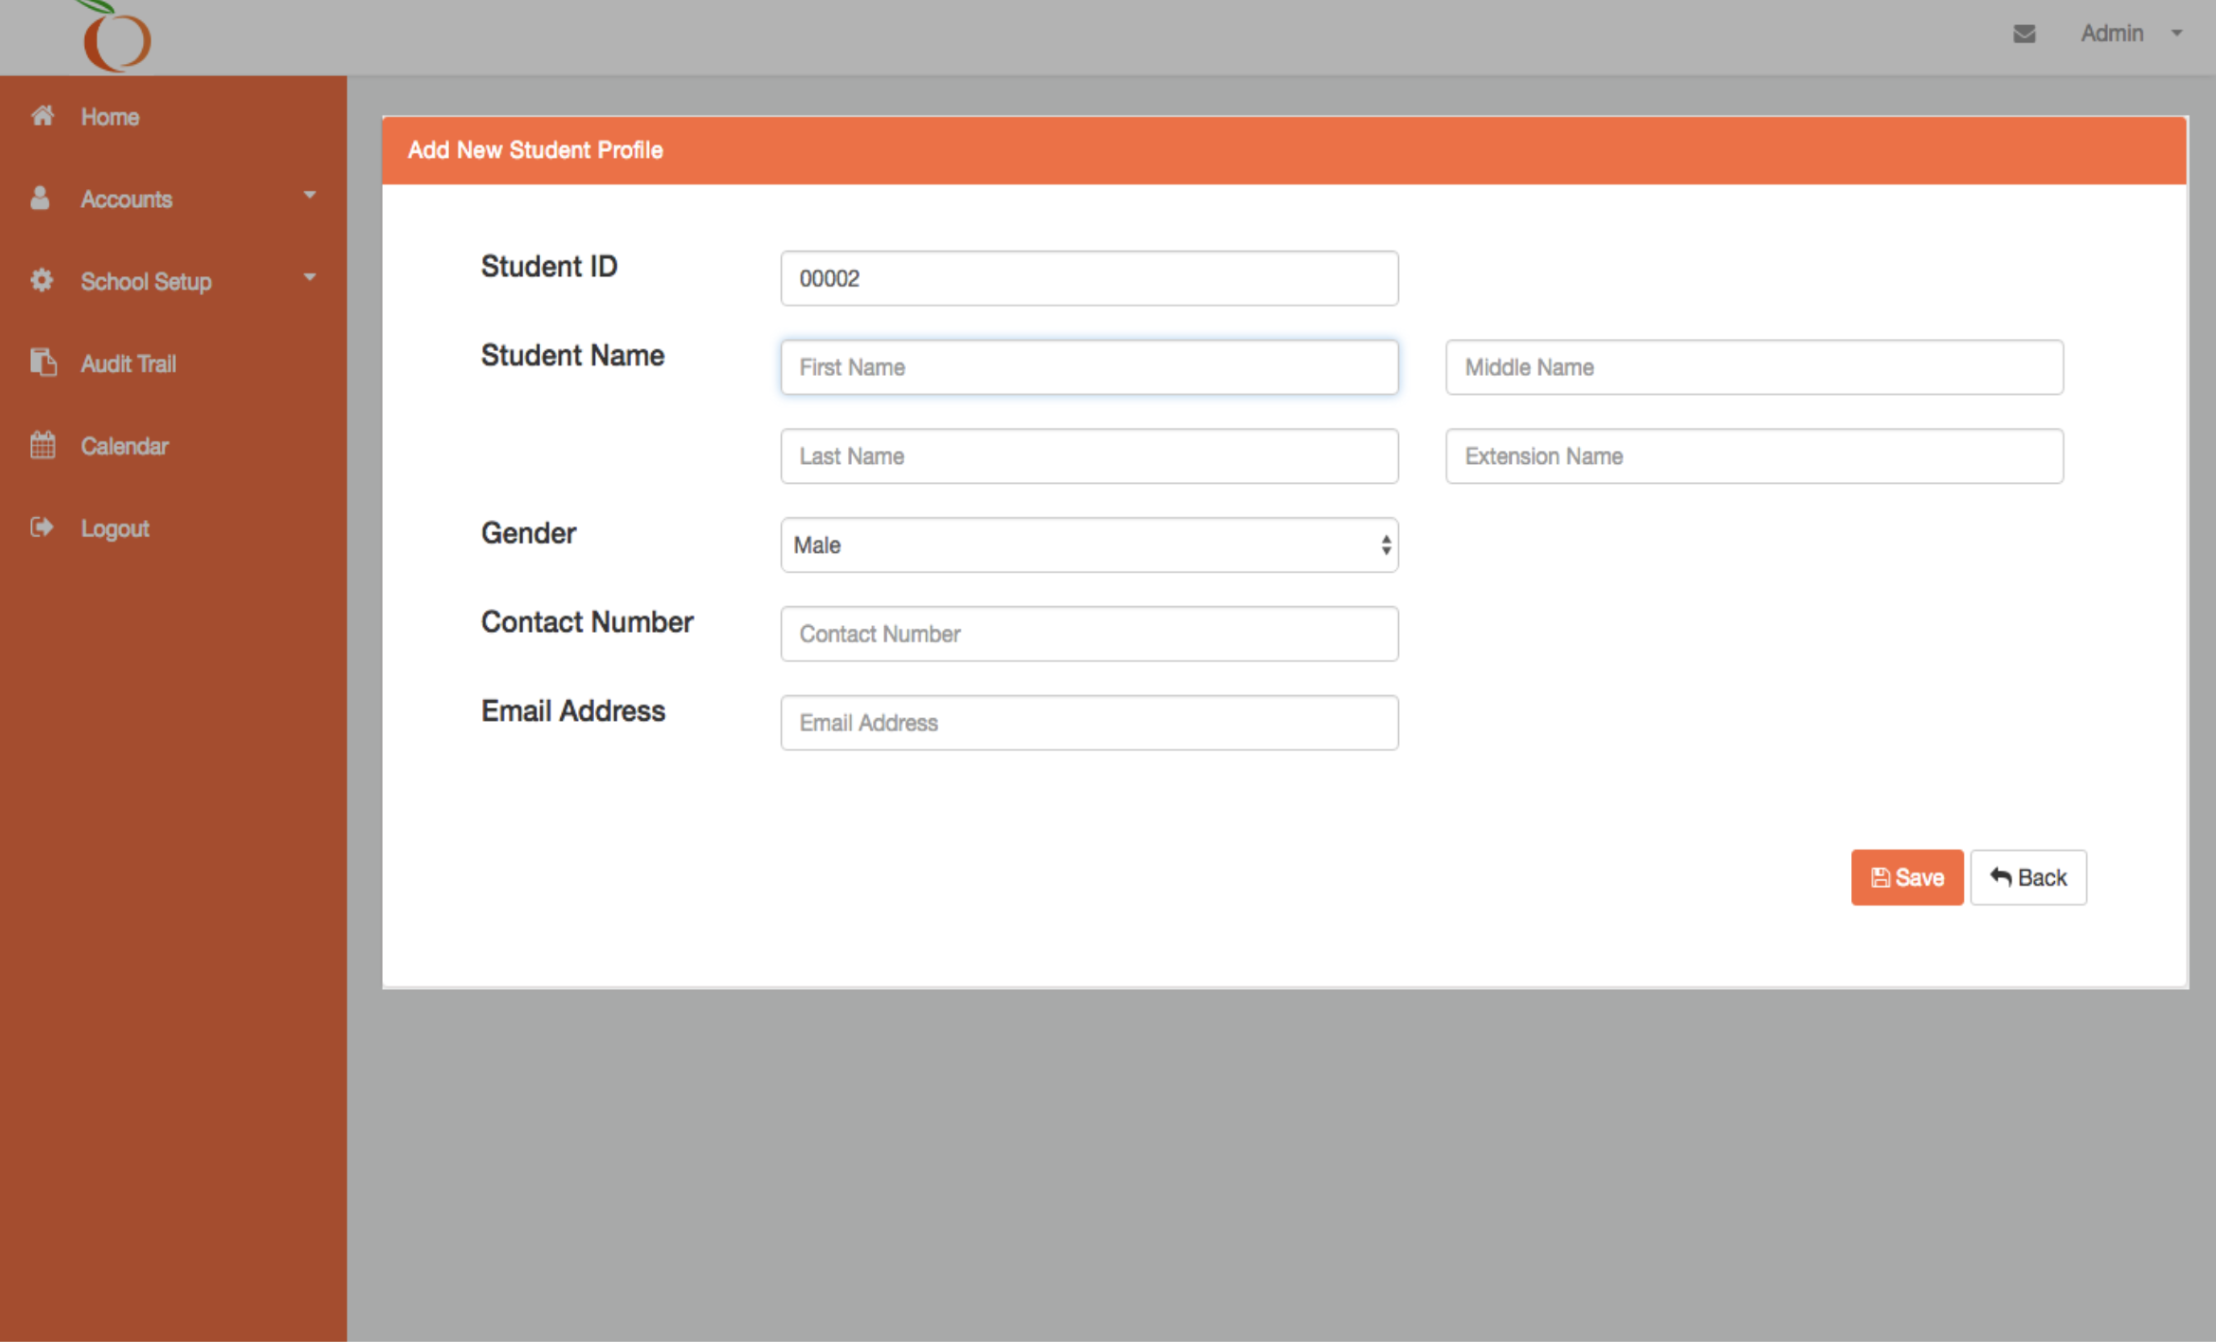 Admin
Home
Accounts
School Setup
Audit Trail
Calendar
Logout
Add New Student Profile
Student ID
00002
Student Name
First Name
Middle Name
Last Name
Extension Name
Gender
Male
Contact Number
Contact Number
Email Address
Email Address
Save
Back